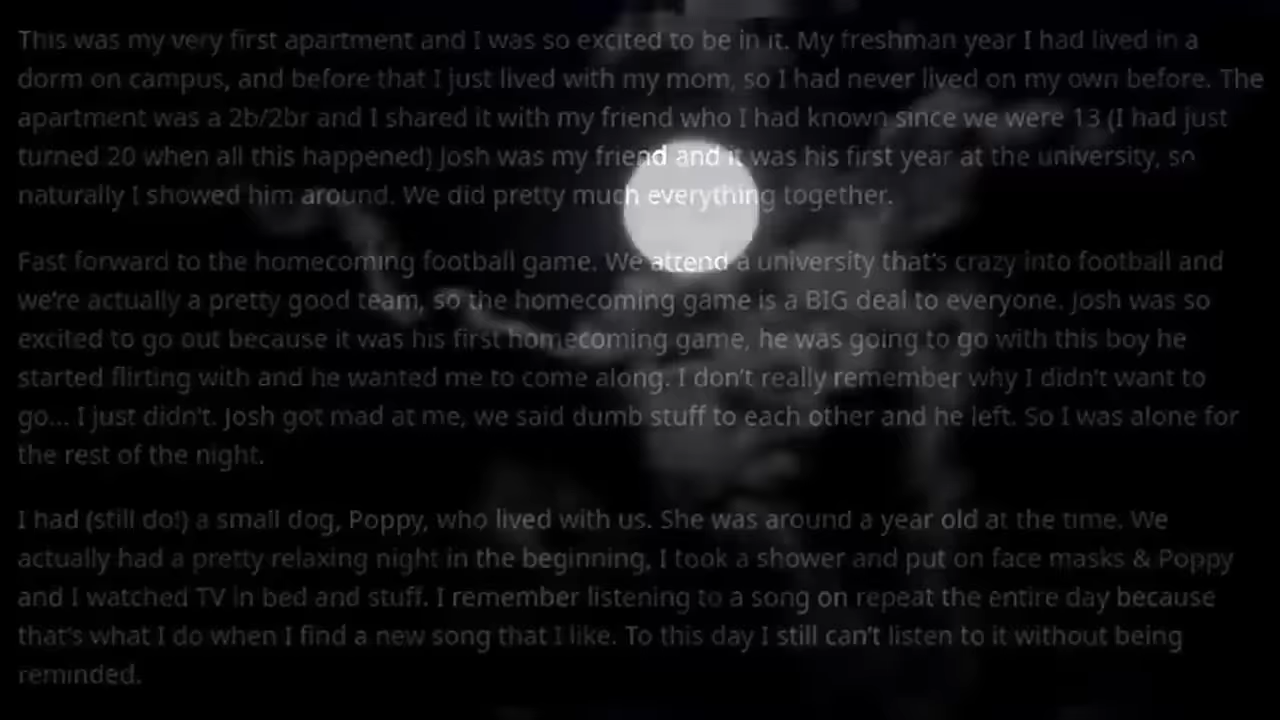 This was my very first apartment and I was so excited to be in it. My freshman year I had lived in a
dorm on campus, and before that I just lived with my mom, so I had never lived on my own before. The
apartment was a 2b/2br and I shared it with my friend who I had known since we were 13 (I had just
turned 20 when all this happened) Josh was my friend and it was his first year at the university, so
naturally I showed him around. We did pretty much everything together.
Fast forward to the homecoming football game. We attend a university that's crazy into football and
we're actually a pretty good team, so the homecoming game is a BIG deal to everyone. Josh was so
excited to go out because it was his first homecoming game, he was going to go with this boy he
started flirting with and he wanted me to come along. I don't really remember why I didn't want to
go... I just didn't. Josh got mad at me, we said dumb stuff to each other and he left. So I was alone for
the rest of the night.
I had (still do!) a small dog, Poppy, who lived with us. She was around a year old at the time. We
actually had a pretty relaxing night in the beginning, I took a shower and put on face masks & Poppy
and I watched TV in bed and stuff. I remember listening to a song on repeat the entire day because
that's what I do when I find a new song that I like. To this day I still can't listen to it without being
reminded.